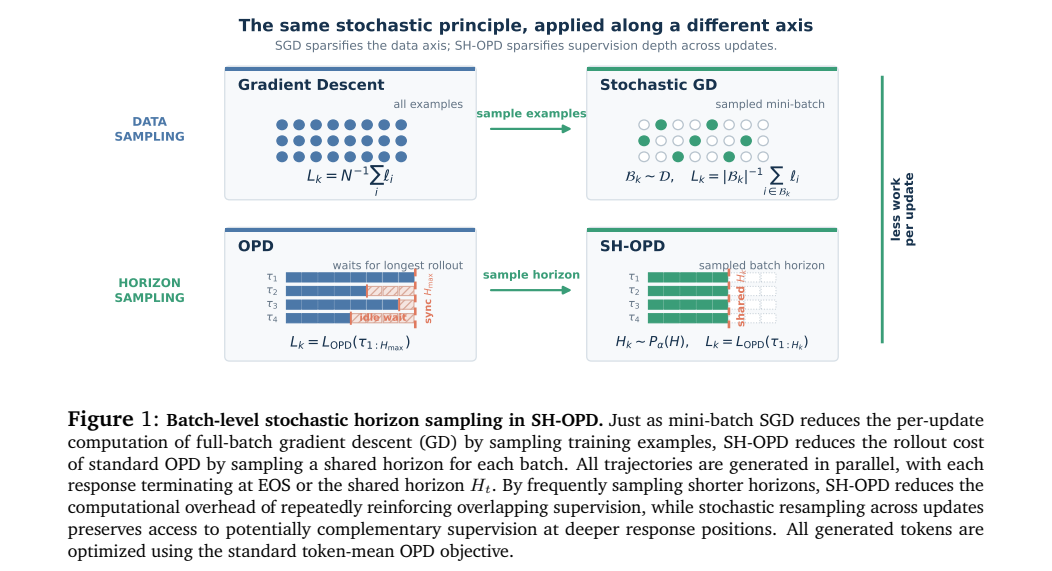 The same stochastic principle, applied along a different axis
SGD sparsifies the data axis; SH-OPD sparsifies supervision depth across updates.
DATA
SAMPLING
Gradient Descent
all examples
L_k = N^{-1} ∑_i ℓ_i
sample examples
Stochastic GD
sampled mini-batch
ℬ_k ∼ 𝒟, L_k = |ℬ_k|^{-1} ∑_{i ∈ ℬ_k} ℓ_i
less work
per update
HORIZON
SAMPLING
OPD
waits for longest rollout
τ_1
τ_2
τ_3
τ_4
idle wait
sync H_max
L_k = L_OPD(τ_{1:H_max})
sample horizon
SH-OPD
sampled batch horizon
τ_1
τ_2
τ_3
τ_4
shared H_k
H_k ∼ P_α(H), L_k = L_OPD(τ_{1:H_k})
Figure 1: Batch-level stochastic horizon sampling in SH-OPD. Just as mini-batch SGD reduces the per-update
computation of full-batch gradient descent (GD) by sampling training examples, SH-OPD reduces the rollout cost
of standard OPD by sampling a shared horizon for each batch. All trajectories are generated in parallel, with each
response terminating at EOS or the shared horizon H_t. By frequently sampling shorter horizons, SH-OPD reduces the
computational overhead of repeatedly reinforcing overlapping supervision, while stochastic resampling across updates
preserves access to potentially complementary supervision at deeper response positions. All generated tokens are
optimized using the standard token-mean OPD objective.